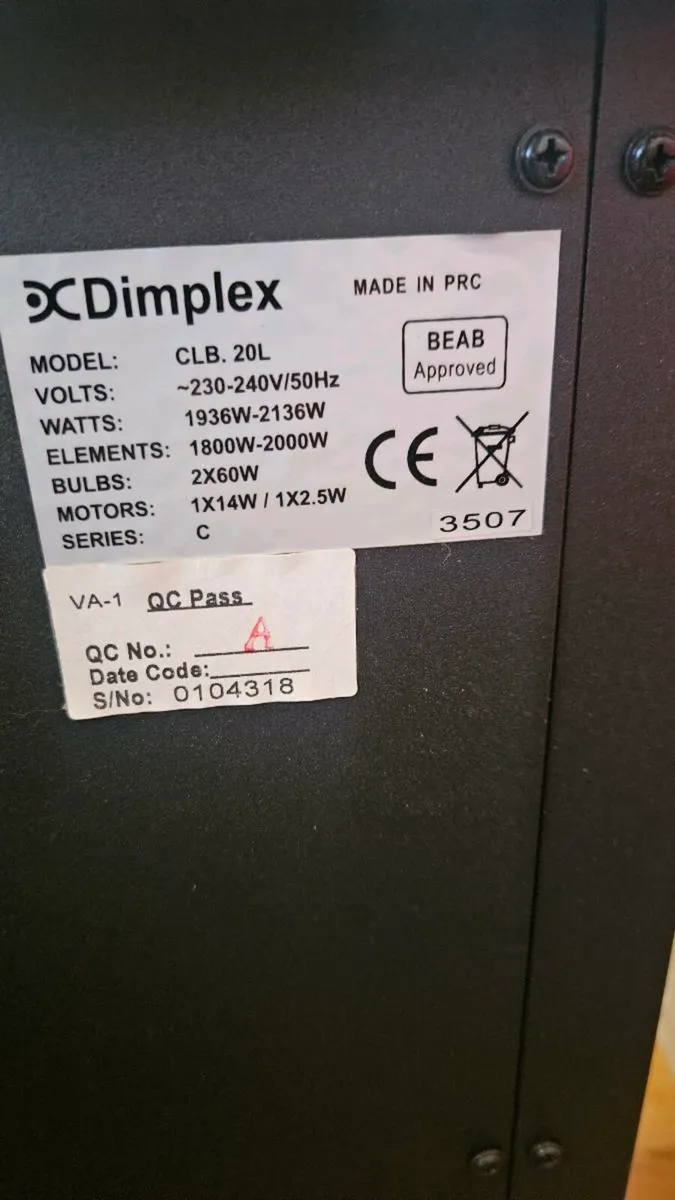 Dimplex
MADE IN PRC
BEAB
Approved
MODEL: CLB. 20L
VOLTS: ~230-240V/50Hz
WATTS: 1936W-2136W
ELEMENTS: 1800W-2000W
BULBS: 2X60W
MOTORS: 1X14W / 1X2.5W
SERIES: C
CE
3507
VA-1 QC Pass
QC No.: A
Date Code:
S/No: 0104318